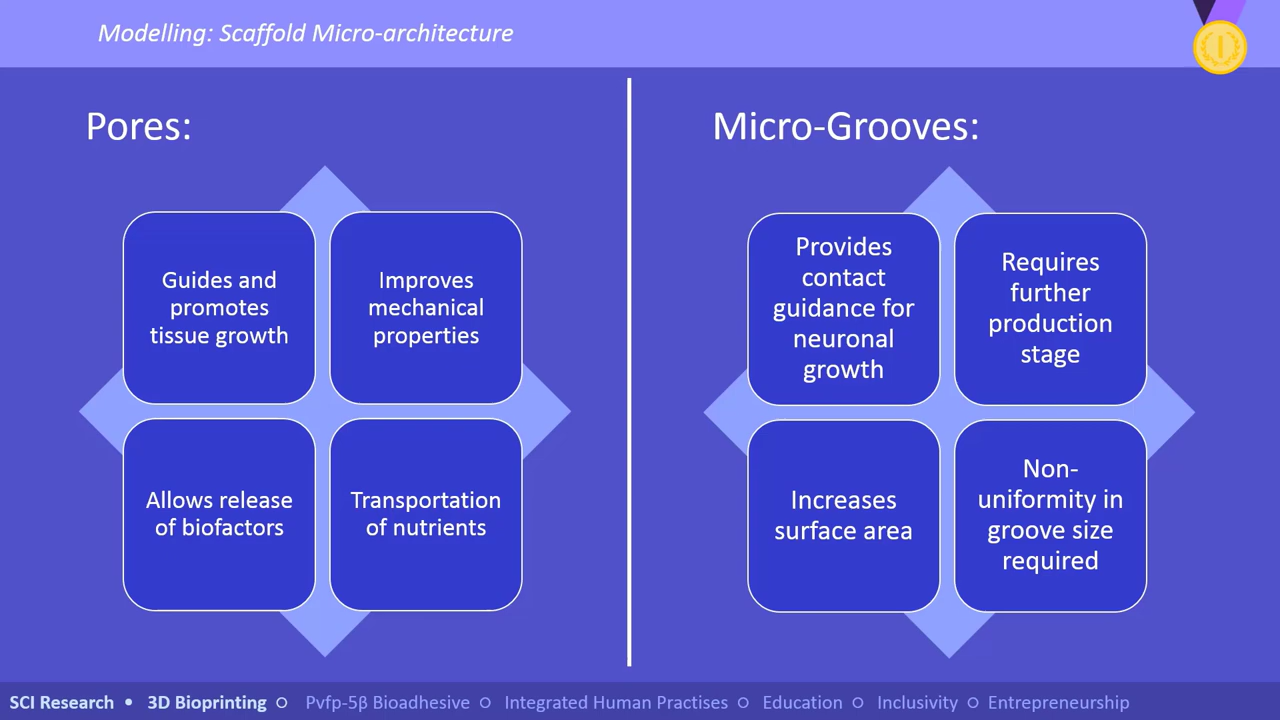 Modelling: Scaffold Micro-architecture
Pores:
Guides and
promotes
tissue growth
Improves
mechanical
properties
Allows release
of biofactors
Transportation
of nutrients
Micro-Grooves:
Provides
contact
guidance for
neuronal
growth
Requires
further
production
stage
Increases
surface area
Non-
uniformity in
groove size
required
SCI Research • 3D Bioprinting ○ Pvfp-5β Bioadhesive ○ Integrated Human Practises ○ Education ○ Inclusivity ○ Entrepreneurship